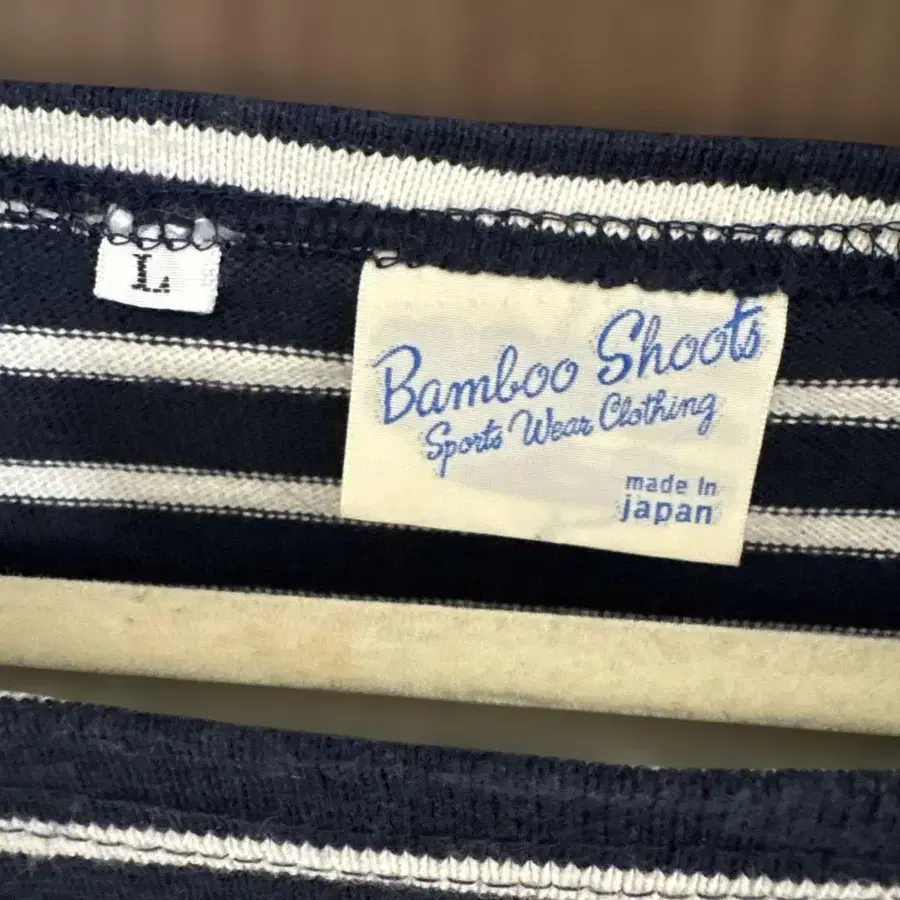 L
Bamboo Shoots
Sports Wear Clothing
made in
japan